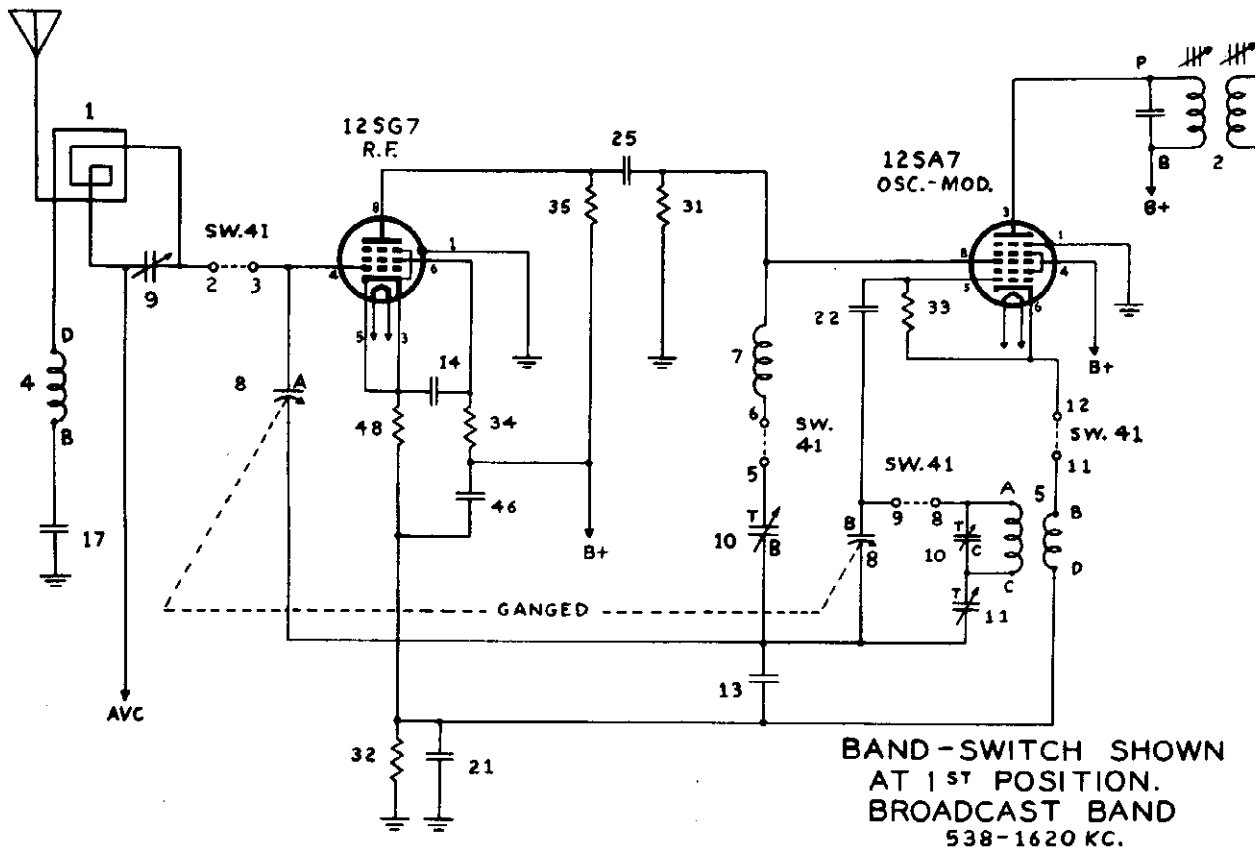 1
12SG7
R.F.
8
1
6
4
5
3
25
35
31
12SA7
OSC.-MOD.
3
1
4
8
5
6
P
B
2
B+
B+
SW.41
2
3
9
D
4
B
17
8
A
14
48
34
46
B+
7
6
SW.
41
5
T
10
B
22
33
12
SW.41
11
SW.41
9
8
B
8
T
10
C
T
11
A
C
5
B
D
GANGED
13
AVC
32
21
BAND-SWITCH SHOWN
AT 1ST POSITION.
BROADCAST BAND
538-1620 KC.